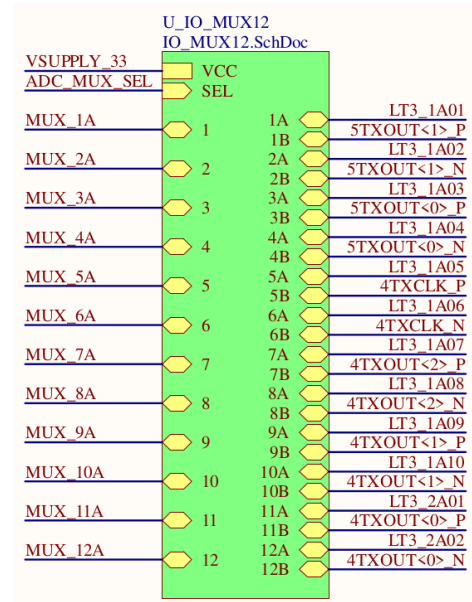 U_IO_MUX12
IO_MUX12.SchDoc
VSUPPLY_33 VCC
ADC_MUX_SEL SEL
MUX_1A 1 1A LT3_1A01
1B 5TXOUT<1>_P
MUX_2A 2 2A LT3_1A02
2B 5TXOUT<1>_N
MUX_3A 3 3A LT3_1A03
3B 5TXOUT<0>_P
MUX_4A 4 4A LT3_1A04
4B 5TXOUT<0>_N
MUX_5A 5 5A LT3_1A05
5B 4TXCLK_P
MUX_6A 6 6A LT3_1A06
6B 4TXCLK_N
MUX_7A 7 7A LT3_1A07
7B 4TXOUT<2>_P
MUX_8A 8 8A LT3_1A08
8B 4TXOUT<2>_N
MUX_9A 9 9A LT3_1A09
9B 4TXOUT<1>_P
MUX_10A 10 10A LT3_1A10
10B 4TXOUT<1>_N
MUX_11A 11 11A LT3_2A01
11B 4TXOUT<0>_P
MUX_12A 12 12A LT3_2A02
12B 4TXOUT<0>_N